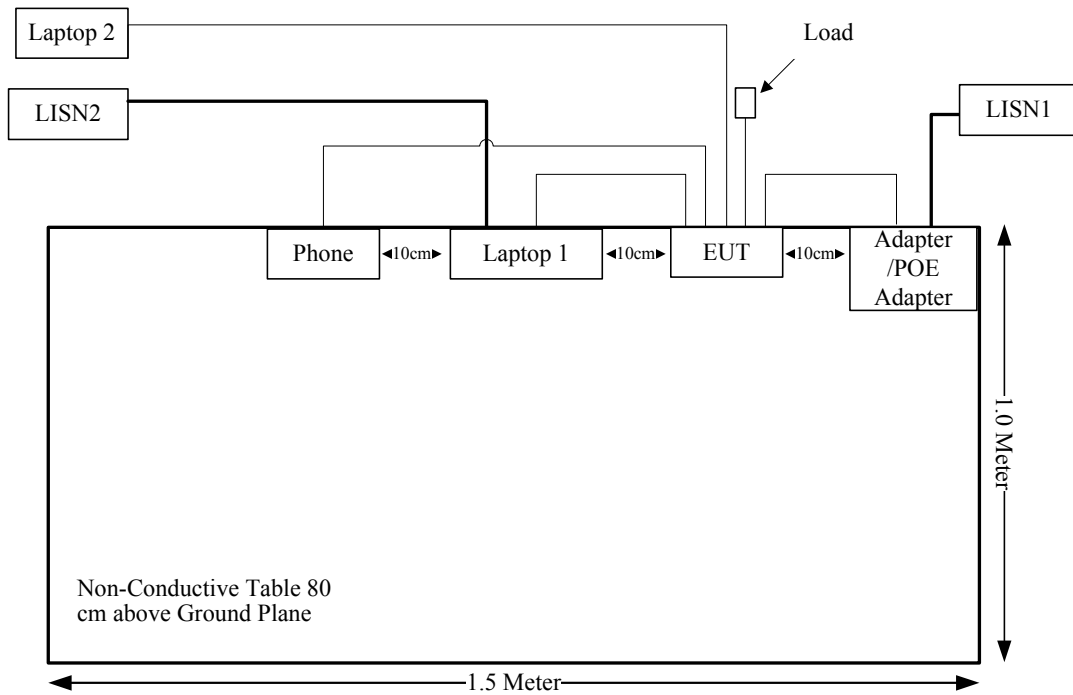 Laptop 2
Load
LISN2
LISN1
Phone
10cm
Laptop 1
10cm
EUT
10cm
Adapter
/POE
Adapter
1.0 Meter
Non-Conductive Table 80
cm above Ground Plane
1.5 Meter